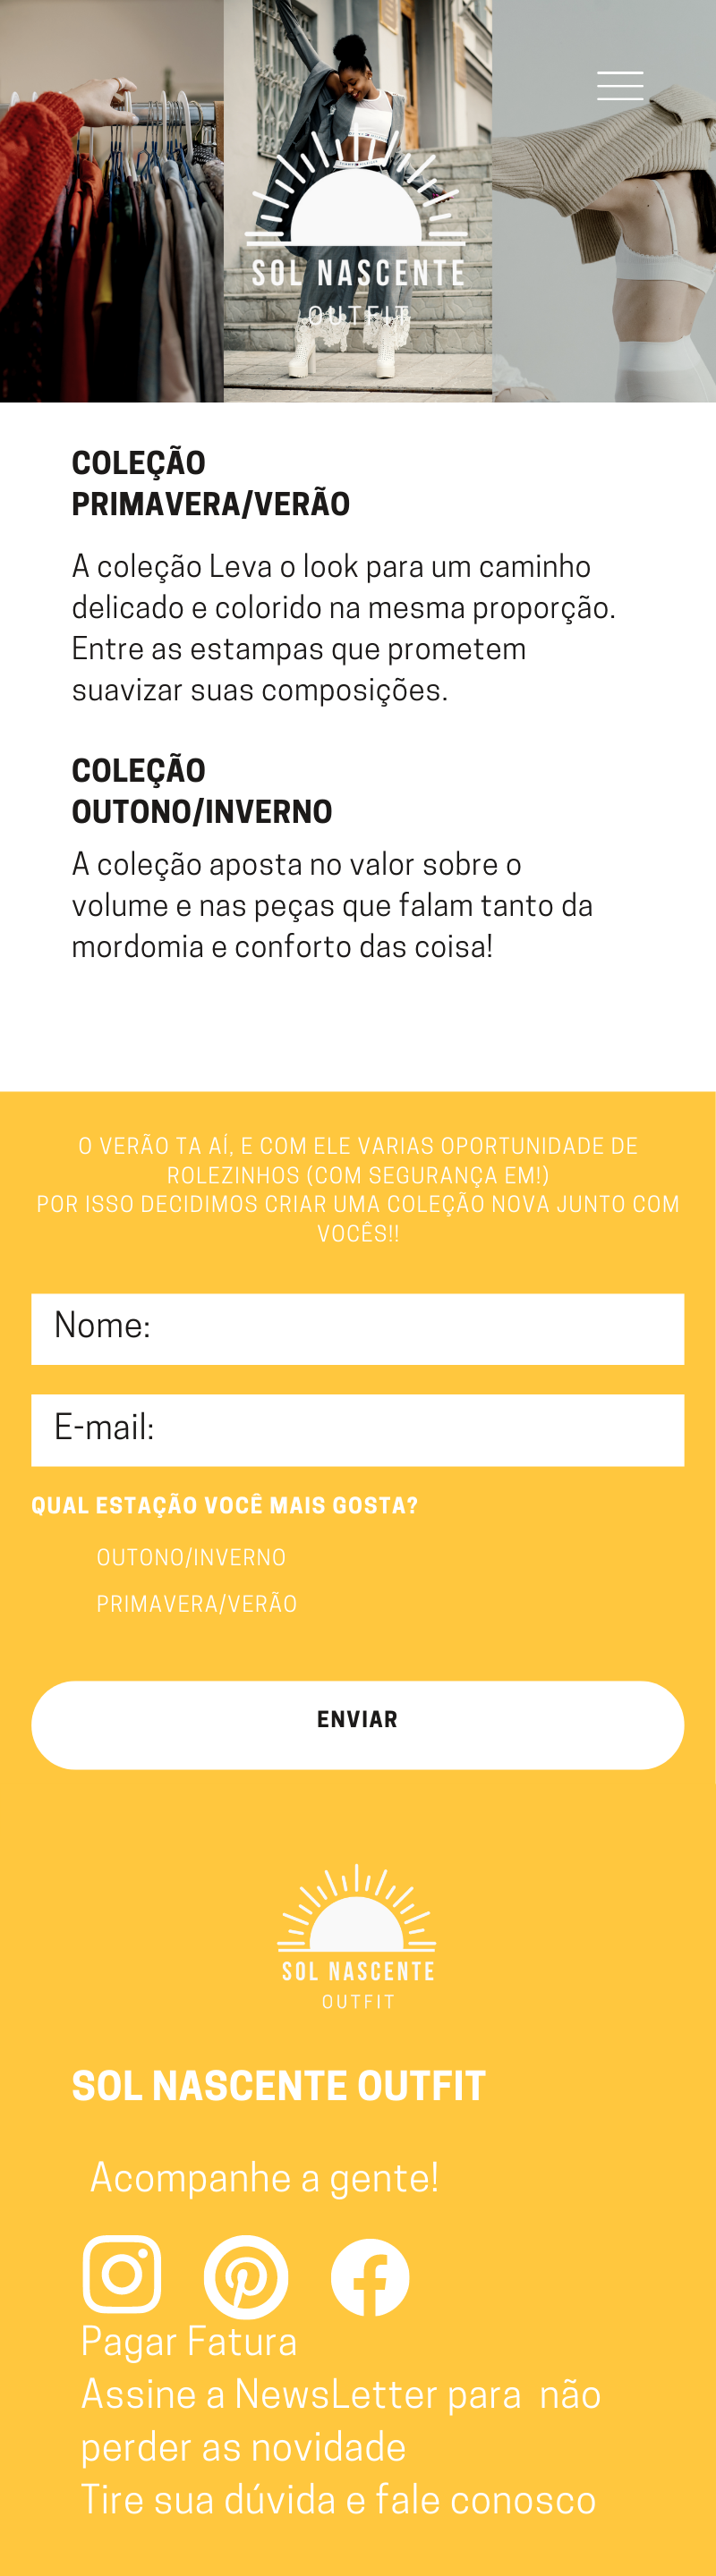 SOL NASCENTE
OUTFIT
COLEÇÃO
PRIMAVERA/VERÃO
A coleção Leva o look para um caminho
delicado e colorido na mesma proporção.
Entre as estampas que prometem
suavizar suas composições.
COLEÇÃO
OUTONO/INVERNO
A coleção aposta no valor sobre o
volume e nas peças que falam tanto da
mordomia e conforto das coisa!
O VERÃO TA AÍ, E COM ELE VARIAS OPORTUNIDADE DE
ROLEZINHOS (COM SEGURANÇA EM!)
POR ISSO DECIDIMOS CRIAR UMA COLEÇÃO NOVA JUNTO COM
VOCÊS!!
Nome:
E-mail:
QUAL ESTAÇÃO VOCÊ MAIS GOSTA?
OUTONO/INVERNO
PRIMAVERA/VERÃO
ENVIAR
SOL NASCENTE
OUTFIT
SOL NASCENTE OUTFIT
Acompanhe a gente!
Pagar Fatura
Assine a NewsLetter para não
perder as novidade
Tire sua dúvida e fale conosco